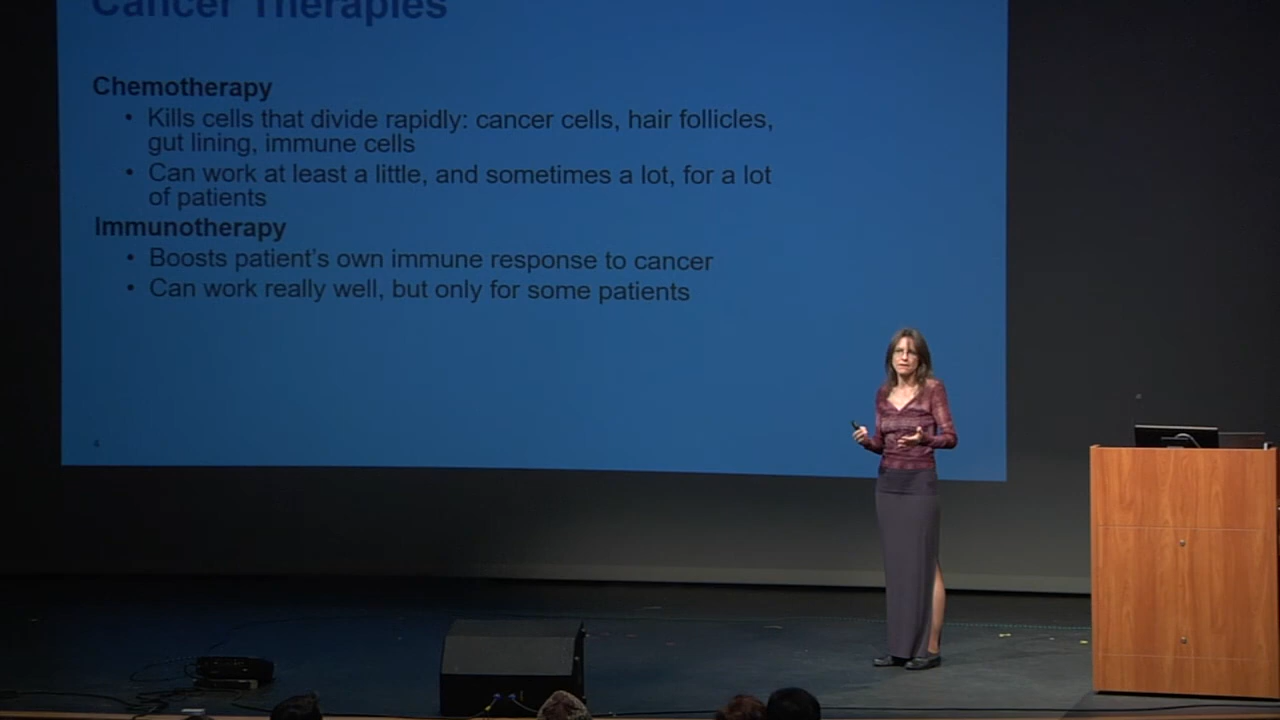 Cancer Therapies
Chemotherapy
• Kills cells that divide rapidly: cancer cells, hair follicles,
gut lining, immune cells
• Can work at least a little, and sometimes a lot, for a lot
of patients
Immunotherapy
• Boosts patient's own immune response to cancer
• Can work really well, but only for some patients
4